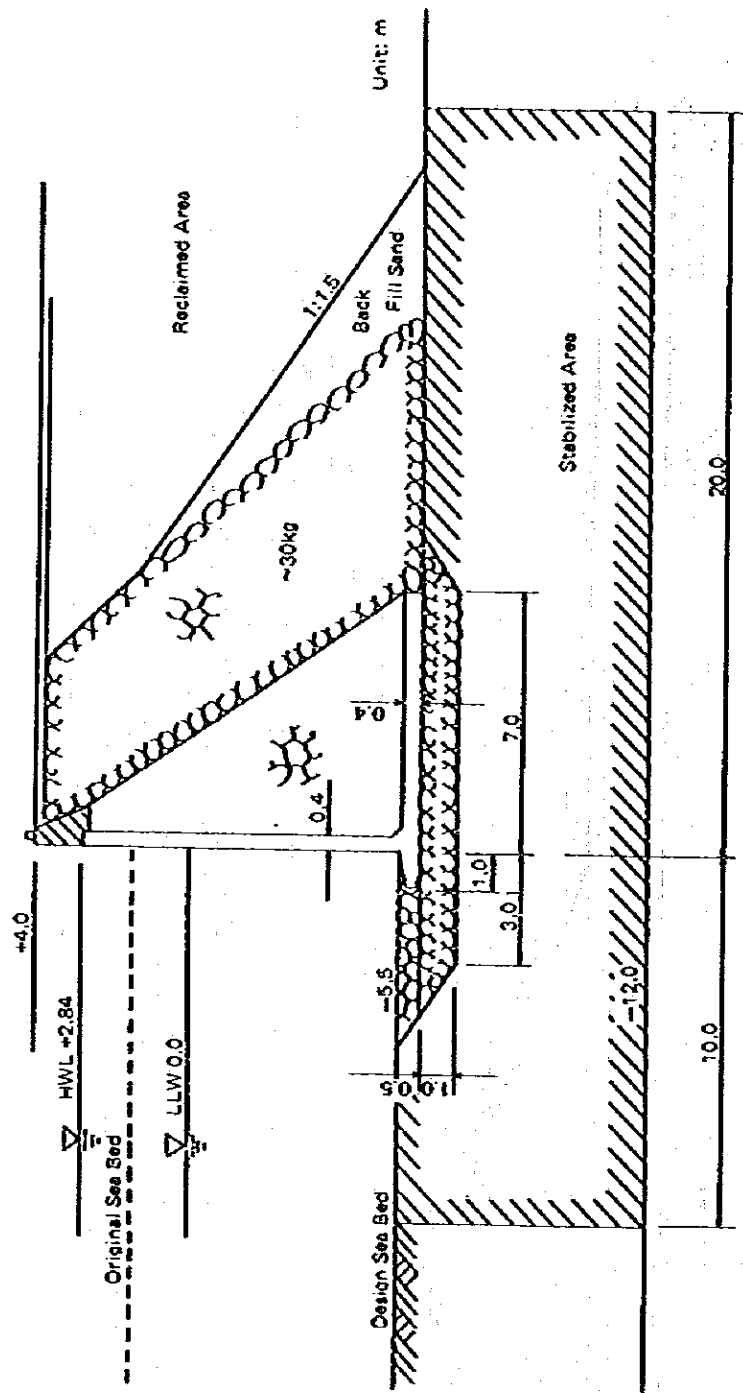 +4.0
HWL +2.84
Original Sea Bed
LLW 0.0
Design Sea Bed
-5.5
1.0 0.5
0.4
0.4
1.0
3.0
7.0
-12.0
10.0
20.0
Stabilized Area
~30kg
1:1.5
Back
Fill Sand
Reclaimed Area
Unit: m